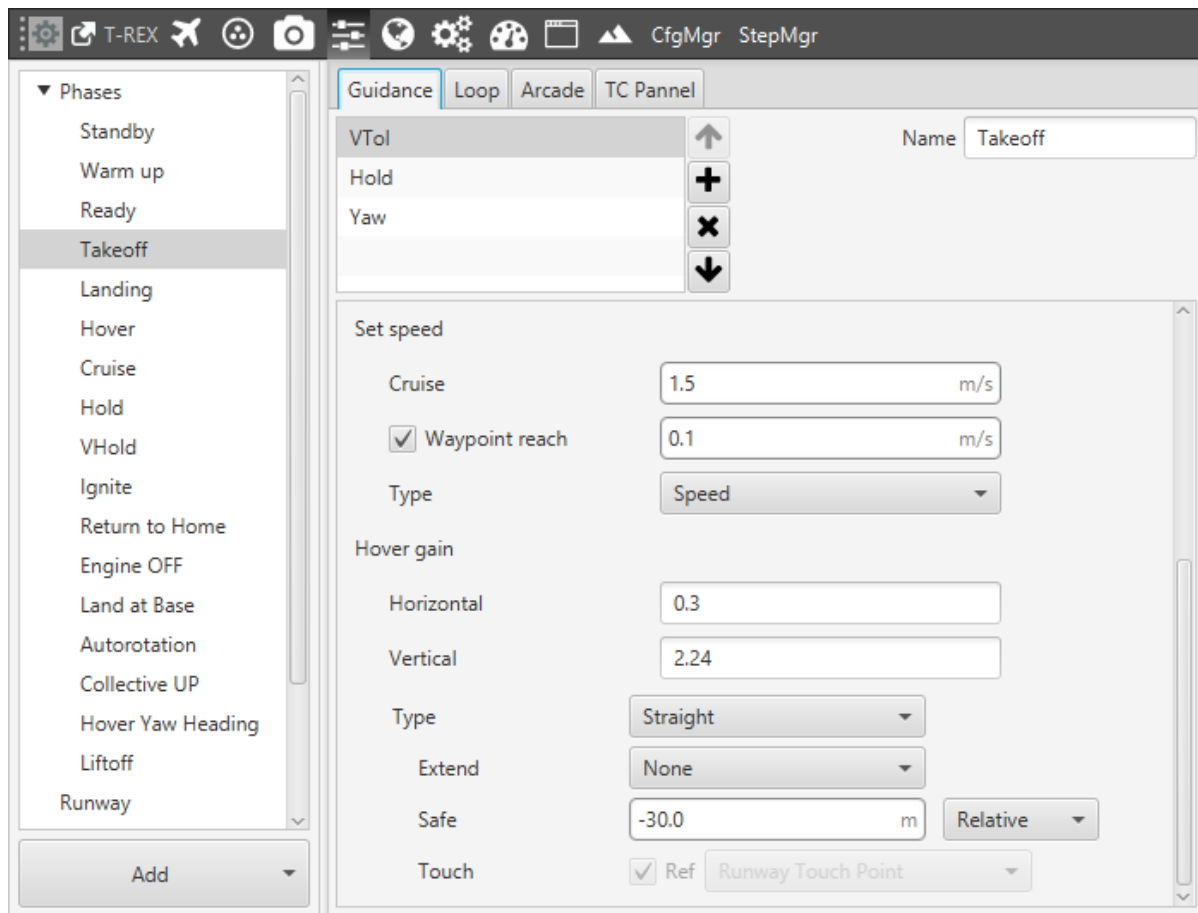 T-REX CfgMgr StepMgr
Phases
Standby
Warm up
Ready
Takeoff
Landing
Hover
Cruise
Hold
VHold
Ignite
Return to Home
Engine OFF
Land at Base
Autorotation
Collective UP
Hover Yaw Heading
Liftoff
Runway
Add
Guidance Loop Arcade TC Pannel
VTol
Hold
Yaw
Name Takeoff
Set speed
Cruise 1.5 m/s
Waypoint reach 0.1 m/s
Type Speed
Hover gain
Horizontal 0.3
Vertical 2.24
Type Straight
Extend None
Safe -30.0 m Relative
Touch Ref Runway Touch Point